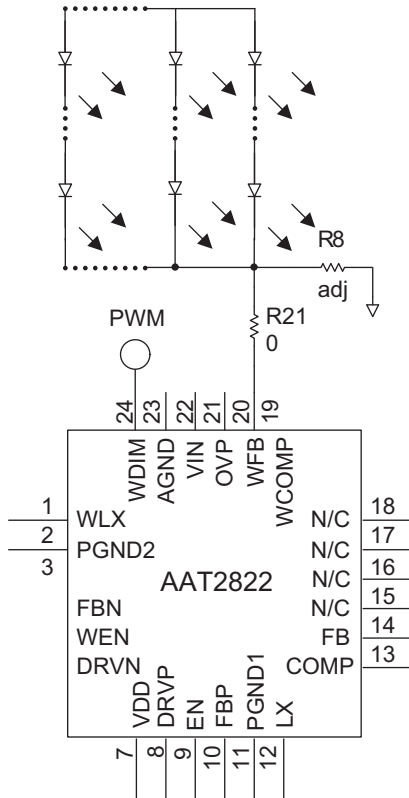 R8
adj
R21
0
PWM
24
23
22
21
20
19
WDIM
AGND
VIN
OVP
WFB
WCOMP
1
WLX
N/C
18
2
PGND2
N/C
17
3
N/C
16
AAT2822
FBN
N/C
15
WEN
FB
14
DRVN
COMP
13
VDD
DRVP
EN
FBP
PGND1
LX
7
8
9
10
11
12